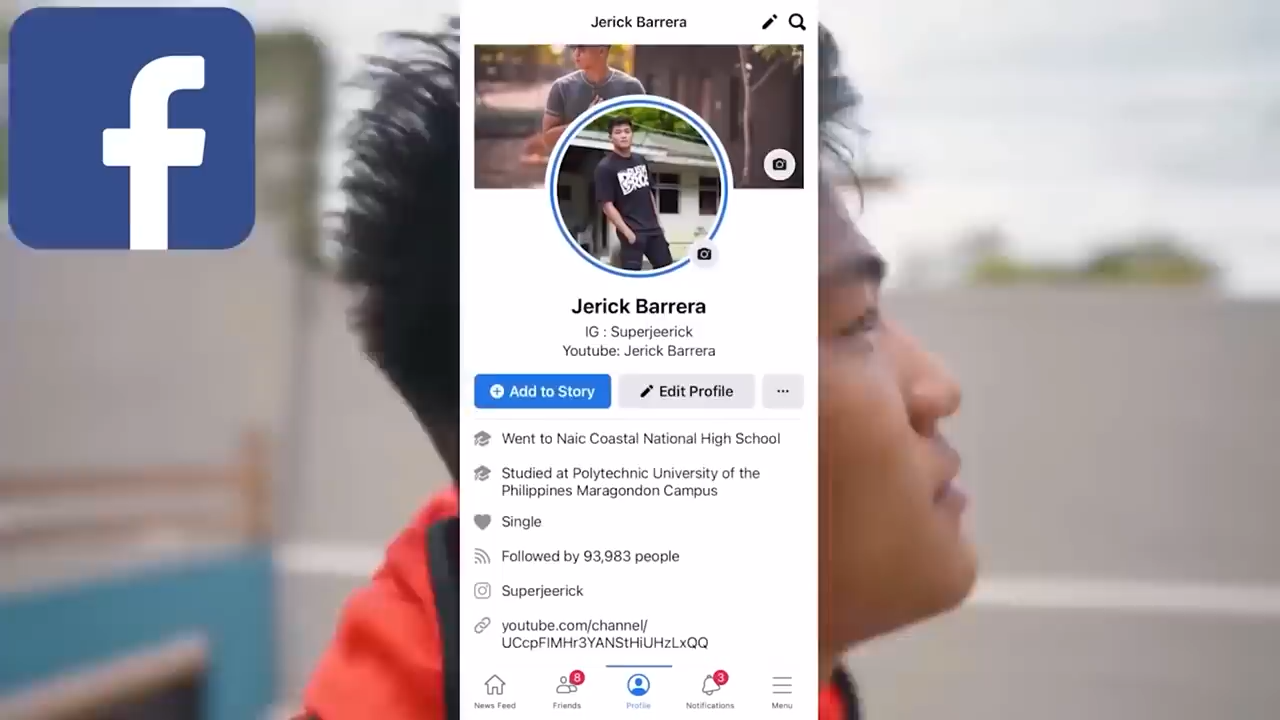 Jerick Barrera
Jerick Barrera
IG : Superjeerick
Youtube: Jerick Barrera
Add to Story
Edit Profile
Went to Naic Coastal National High School
Studied at Polytechnic University of the
Philippines Maragondon Campus
Single
Followed by 93,983 people
Superjeerick
youtube.com/channel/
UCcpFIMHr3YANStHiUHzLxQQ
8
3
News Feed
Friends
Profile
Notifications
Menu